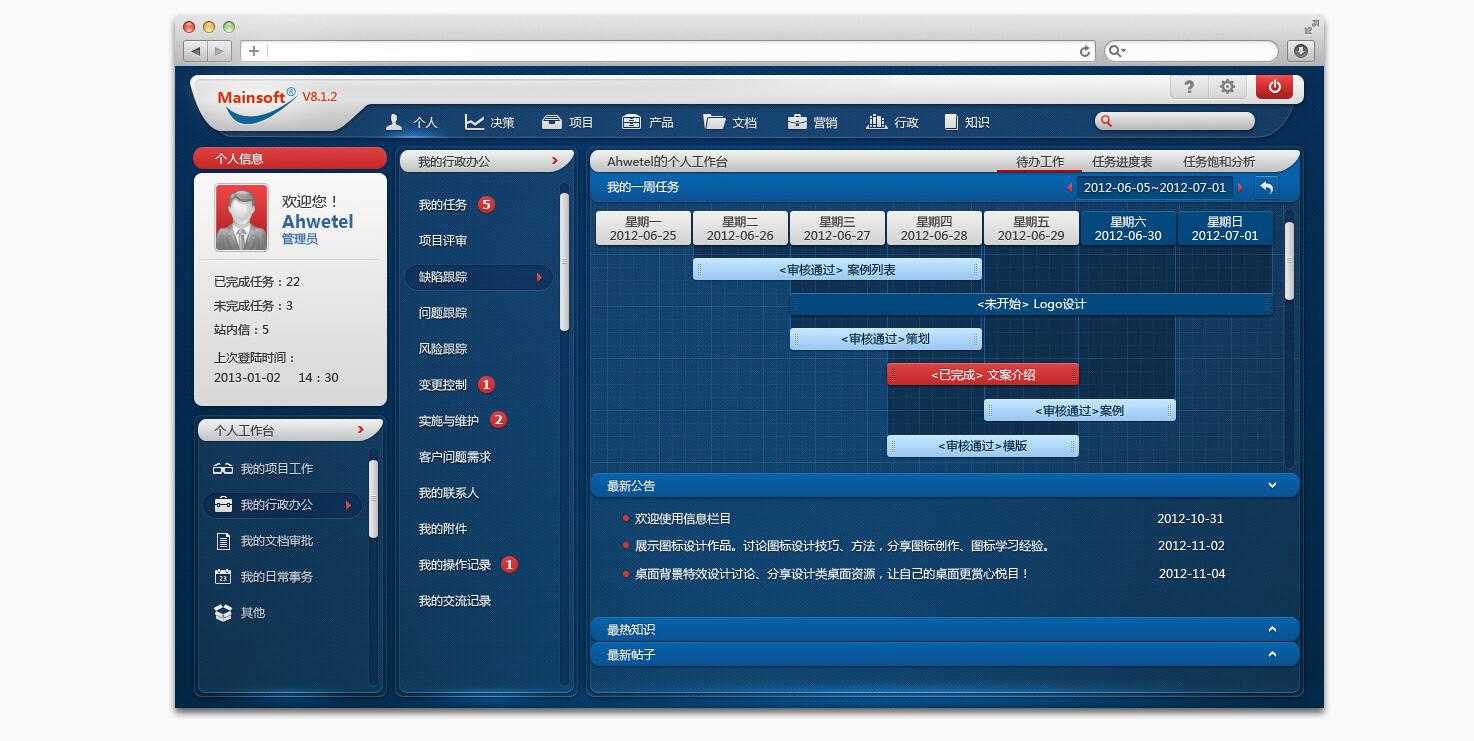 Mainsoft® V8.1.2
?
个人 决策 项目 产品 文档 营销 行政 知识
个人信息
欢迎您！
Ahwetel
管理员
已完成任务：22
未完成任务：3
站内信：5
上次登陆时间：
2013-01-02 14：30
个人工作台
我的项目工作
我的行政办公
我的文档审批
23
我的日常事务
其他
我的行政办公
我的任务 5
项目评审
缺陷跟踪
问题跟踪
风险跟踪
变更控制 1
实施与维护 2
客户问题需求
我的联系人
我的附件
我的操作记录 1
我的交流记录
Ahwetel的个人工作台 待办工作 任务进度表 任务饱和分析
我的一周任务 2012-06-05~2012-07-01
星期一 星期二 星期三 星期四 星期五 星期六 星期日
2012-06-25 2012-06-26 2012-06-27 2012-06-28 2012-06-29 2012-06-30 2012-07-01
<审核通过> 案例列表
<未开始> Logo设计
<审核通过>策划
<已完成> 文案介绍
<审核通过>案例
<审核通过>模版
最新公告
欢迎使用信息栏目 2012-10-31
展示图标设计作品。讨论图标设计技巧、方法，分享图标创作、图标学习经验。 2012-11-02
桌面背景特效设计讨论、分享设计类桌面资源，让自己的桌面更赏心悦目！ 2012-11-04
最热知识
最新帖子